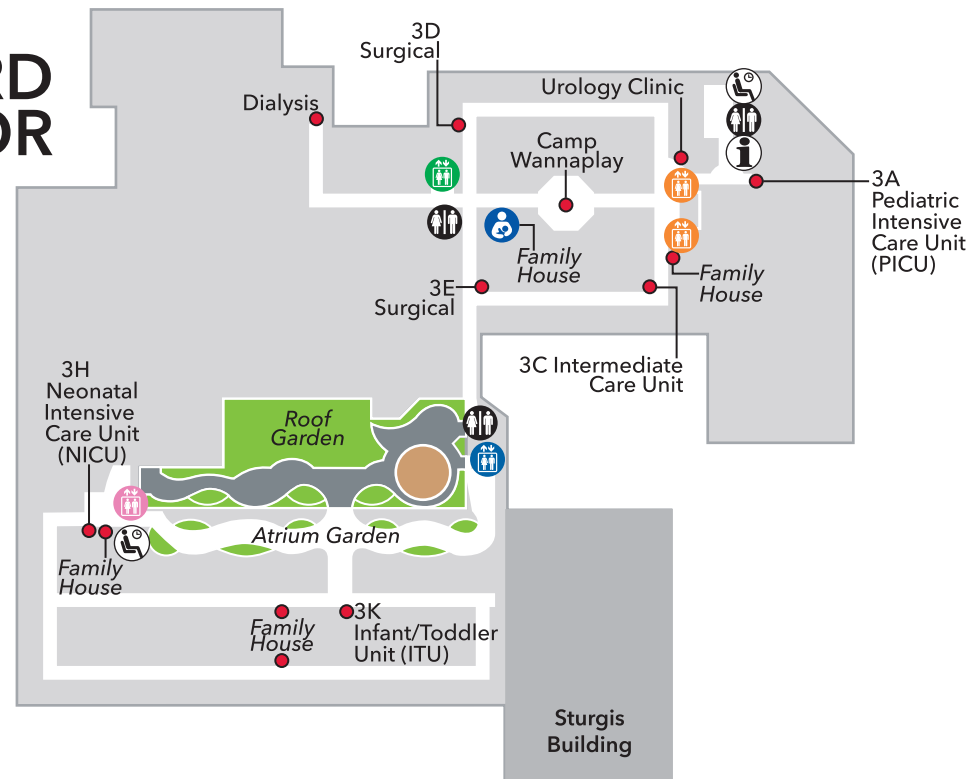 RD
OR
3D
Surgical
Dialysis
Urology Clinic
Camp
Wannaplay
3A
Pediatric
Intensive
Care Unit
(PICU)
Family
House
Family
House
3E
Surgical
3C Intermediate
Care Unit
3H
Neonatal
Intensive
Care Unit
(NICU)
Roof
Garden
Atrium Garden
Family
House
Family
House
3K
Infant/Toddler
Unit (ITU)
Sturgis
Building